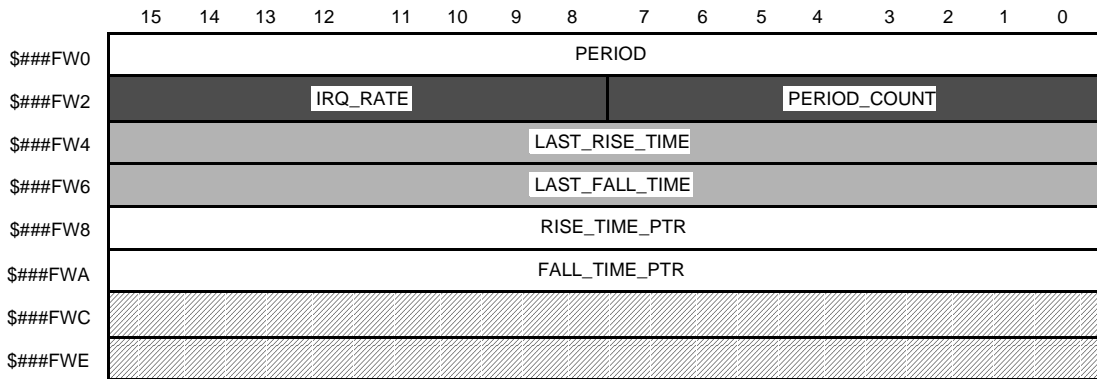 15 14 13 12 11 10 9 8 7 6 5 4 3 2 1 0
$###FW0 PERIOD
$###FW2 IRQ_RATE PERIOD_COUNT
$###FW4 LAST_RISE_TIME
$###FW6 LAST_FALL_TIME
$###FW8 RISE_TIME_PTR
$###FWA FALL_TIME_PTR
$###FWC
$###FWE